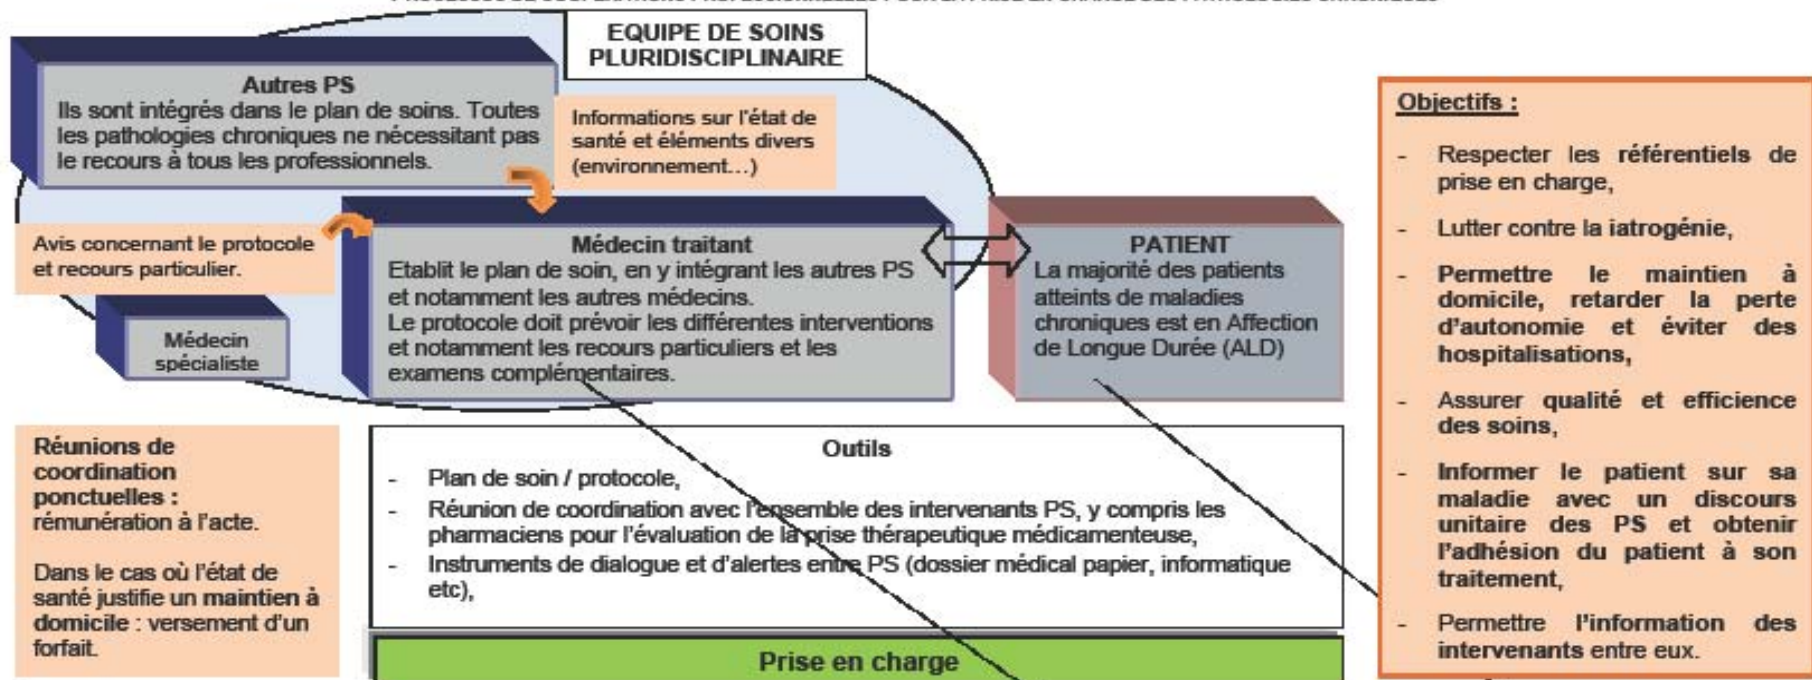 EQUIPE DE SOINS
PLURIDISCIPLINAIRE
Autres PS
Ils sont intégrés dans le plan de soins. Toutes
les pathologies chroniques ne nécessitant pas
le recours à tous les professionnels.
Informations sur l'état de
santé et éléments divers
(environnement…)
Avis concernant le protocole
et recours particulier.
Médecin
spécialiste
Médecin traitant
Etablit le plan de soin, en y intégrant les autres PS
et notamment les autres médecins.
Le protocole doit prévoir les différentes interventions
et notamment les recours particuliers et les
examens complémentaires.
PATIENT
La majorité des patients
atteints de maladies
chroniques est en Affection
de Longue Durée (ALD)
Objectifs :
- Respecter les référentiels de
prise en charge,
- Lutter contre la iatrogénie,
- Permettre le maintien à
domicile, retarder la perte
d'autonomie et éviter des
hospitalisations,
- Assurer qualité et efficience
des soins,
- Informer le patient sur sa
maladie avec un discours
unitaire des PS et obtenir
l'adhésion du patient à son
traitement,
- Permettre l'information des
intervenants entre eux.
Réunions de
coordination
ponctuelles :
rémunération à l'acte.
Dans le cas où l'état de
santé justifie un maintien à
domicile : versement d'un
forfait.
Outils
- Plan de soin / protocole,
- Réunion de coordination avec l'ensemble des intervenants PS, y compris les
pharmaciens pour l'évaluation de la prise thérapeutique médicamenteuse,
- Instruments de dialogue et d'alertes entre PS (dossier médical papier, informatique
etc),
Prise en charge